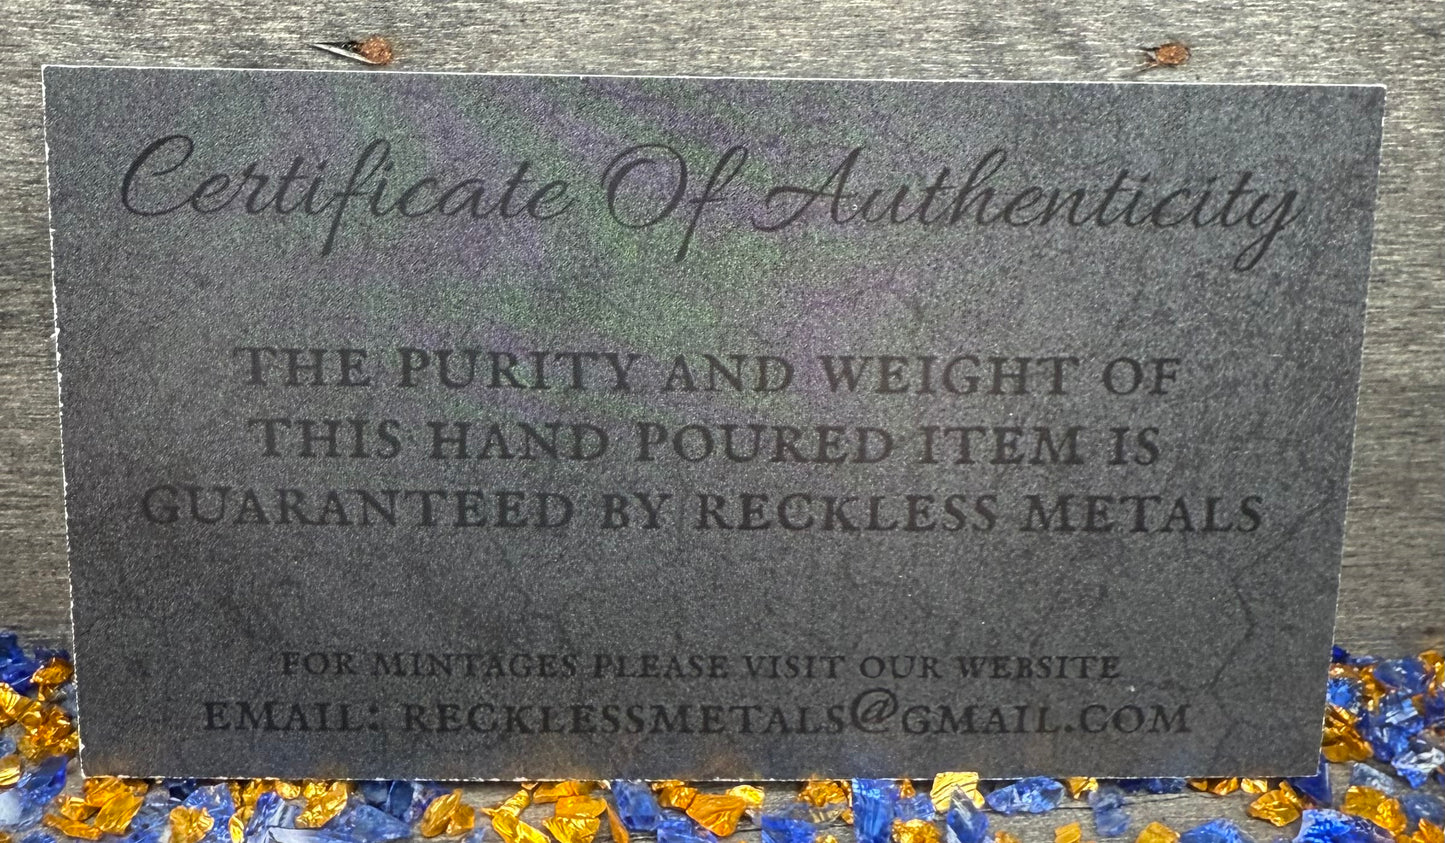 Certificate Of Authenticity
THE PURITY AND WEIGHT OF
THIS HAND POURED ITEM IS
GUARANTEED BY RECKLESS METALS
FOR MINTAGES PLEASE VISIT OUR WEBSITE
EMAIL: RECKLESSMETALS@GMAIL.COM